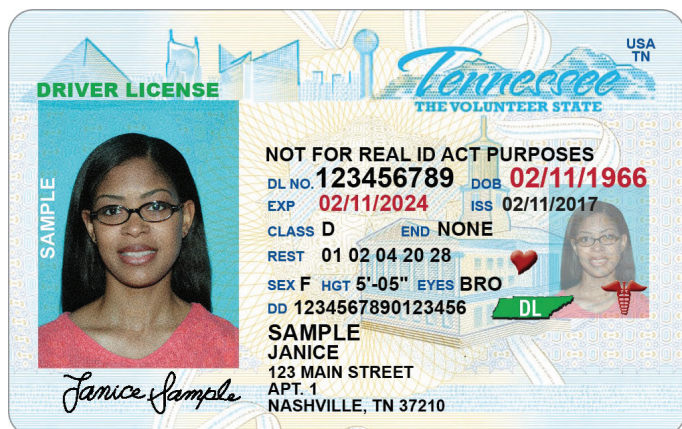 USA
TN
Tennessee
THE VOLUNTEER STATE
DRIVER LICENSE
SAMPLE
NOT FOR REAL ID ACT PURPOSES
DL NO. 123456789 DOB 02/11/1966
EXP 02/11/2024 ISS 02/11/2017
CLASS D END NONE
REST 01 02 04 20 28
SEX F HGT 5'-05" EYES BRO
DD 1234567890123456
DL
SAMPLE
JANICE
123 MAIN STREET
APT. 1
NASHVILLE, TN 37210
Janice Sample